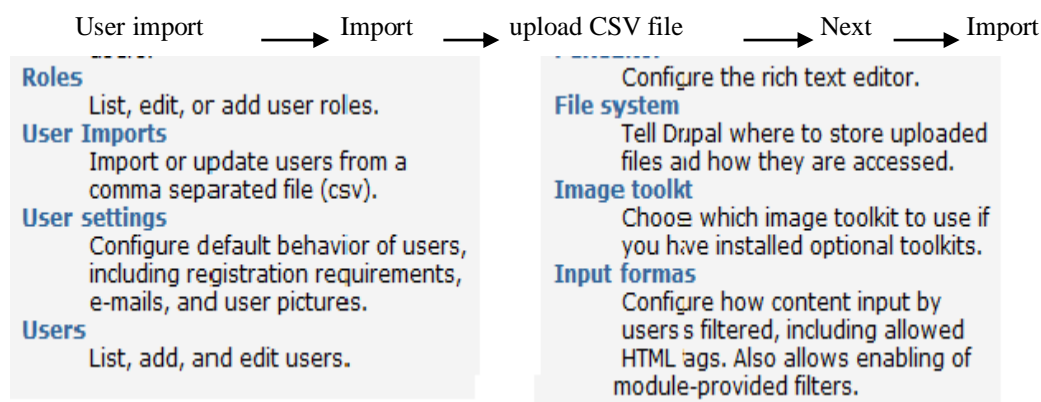 User import Import upload CSV file Next Import
users.
Roles
List, edit, or add user roles.
User Imports
Import or update users from a
comma separated file (csv).
User settings
Configure default behavior of users,
including registration requirements,
e-mails, and user pictures.
Users
List, add, and edit users.
Configure the rich text editor.
File system
Tell Drupal where to store uploaded
files and how they are accessed.
Image toolkt
Choose which image toolkit to use if
you have installed optional toolkits.
Input formas
Configure how content input by
users s filtered, including allowed
HTML tags. Also allows enabling of
module-provided filters.